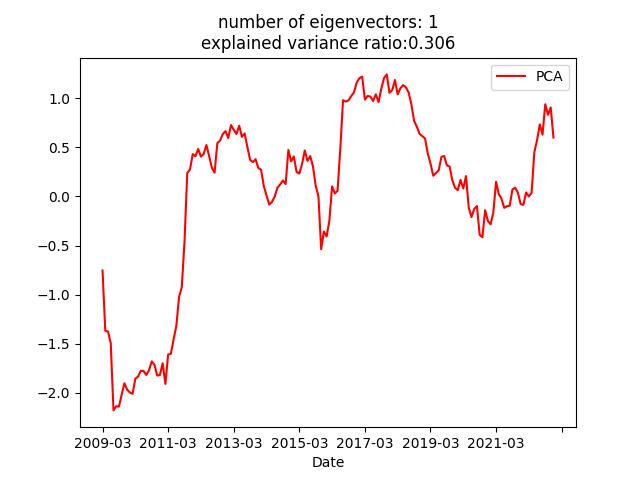 number of eigenvectors: 1
explained variance ratio:0.306
PCA
1.0
0.5
0.0
−0.5
−1.0
−1.5
−2.0
2009-03 2011-03 2013-03 2015-03 2017-03 2019-03 2021-03
Date